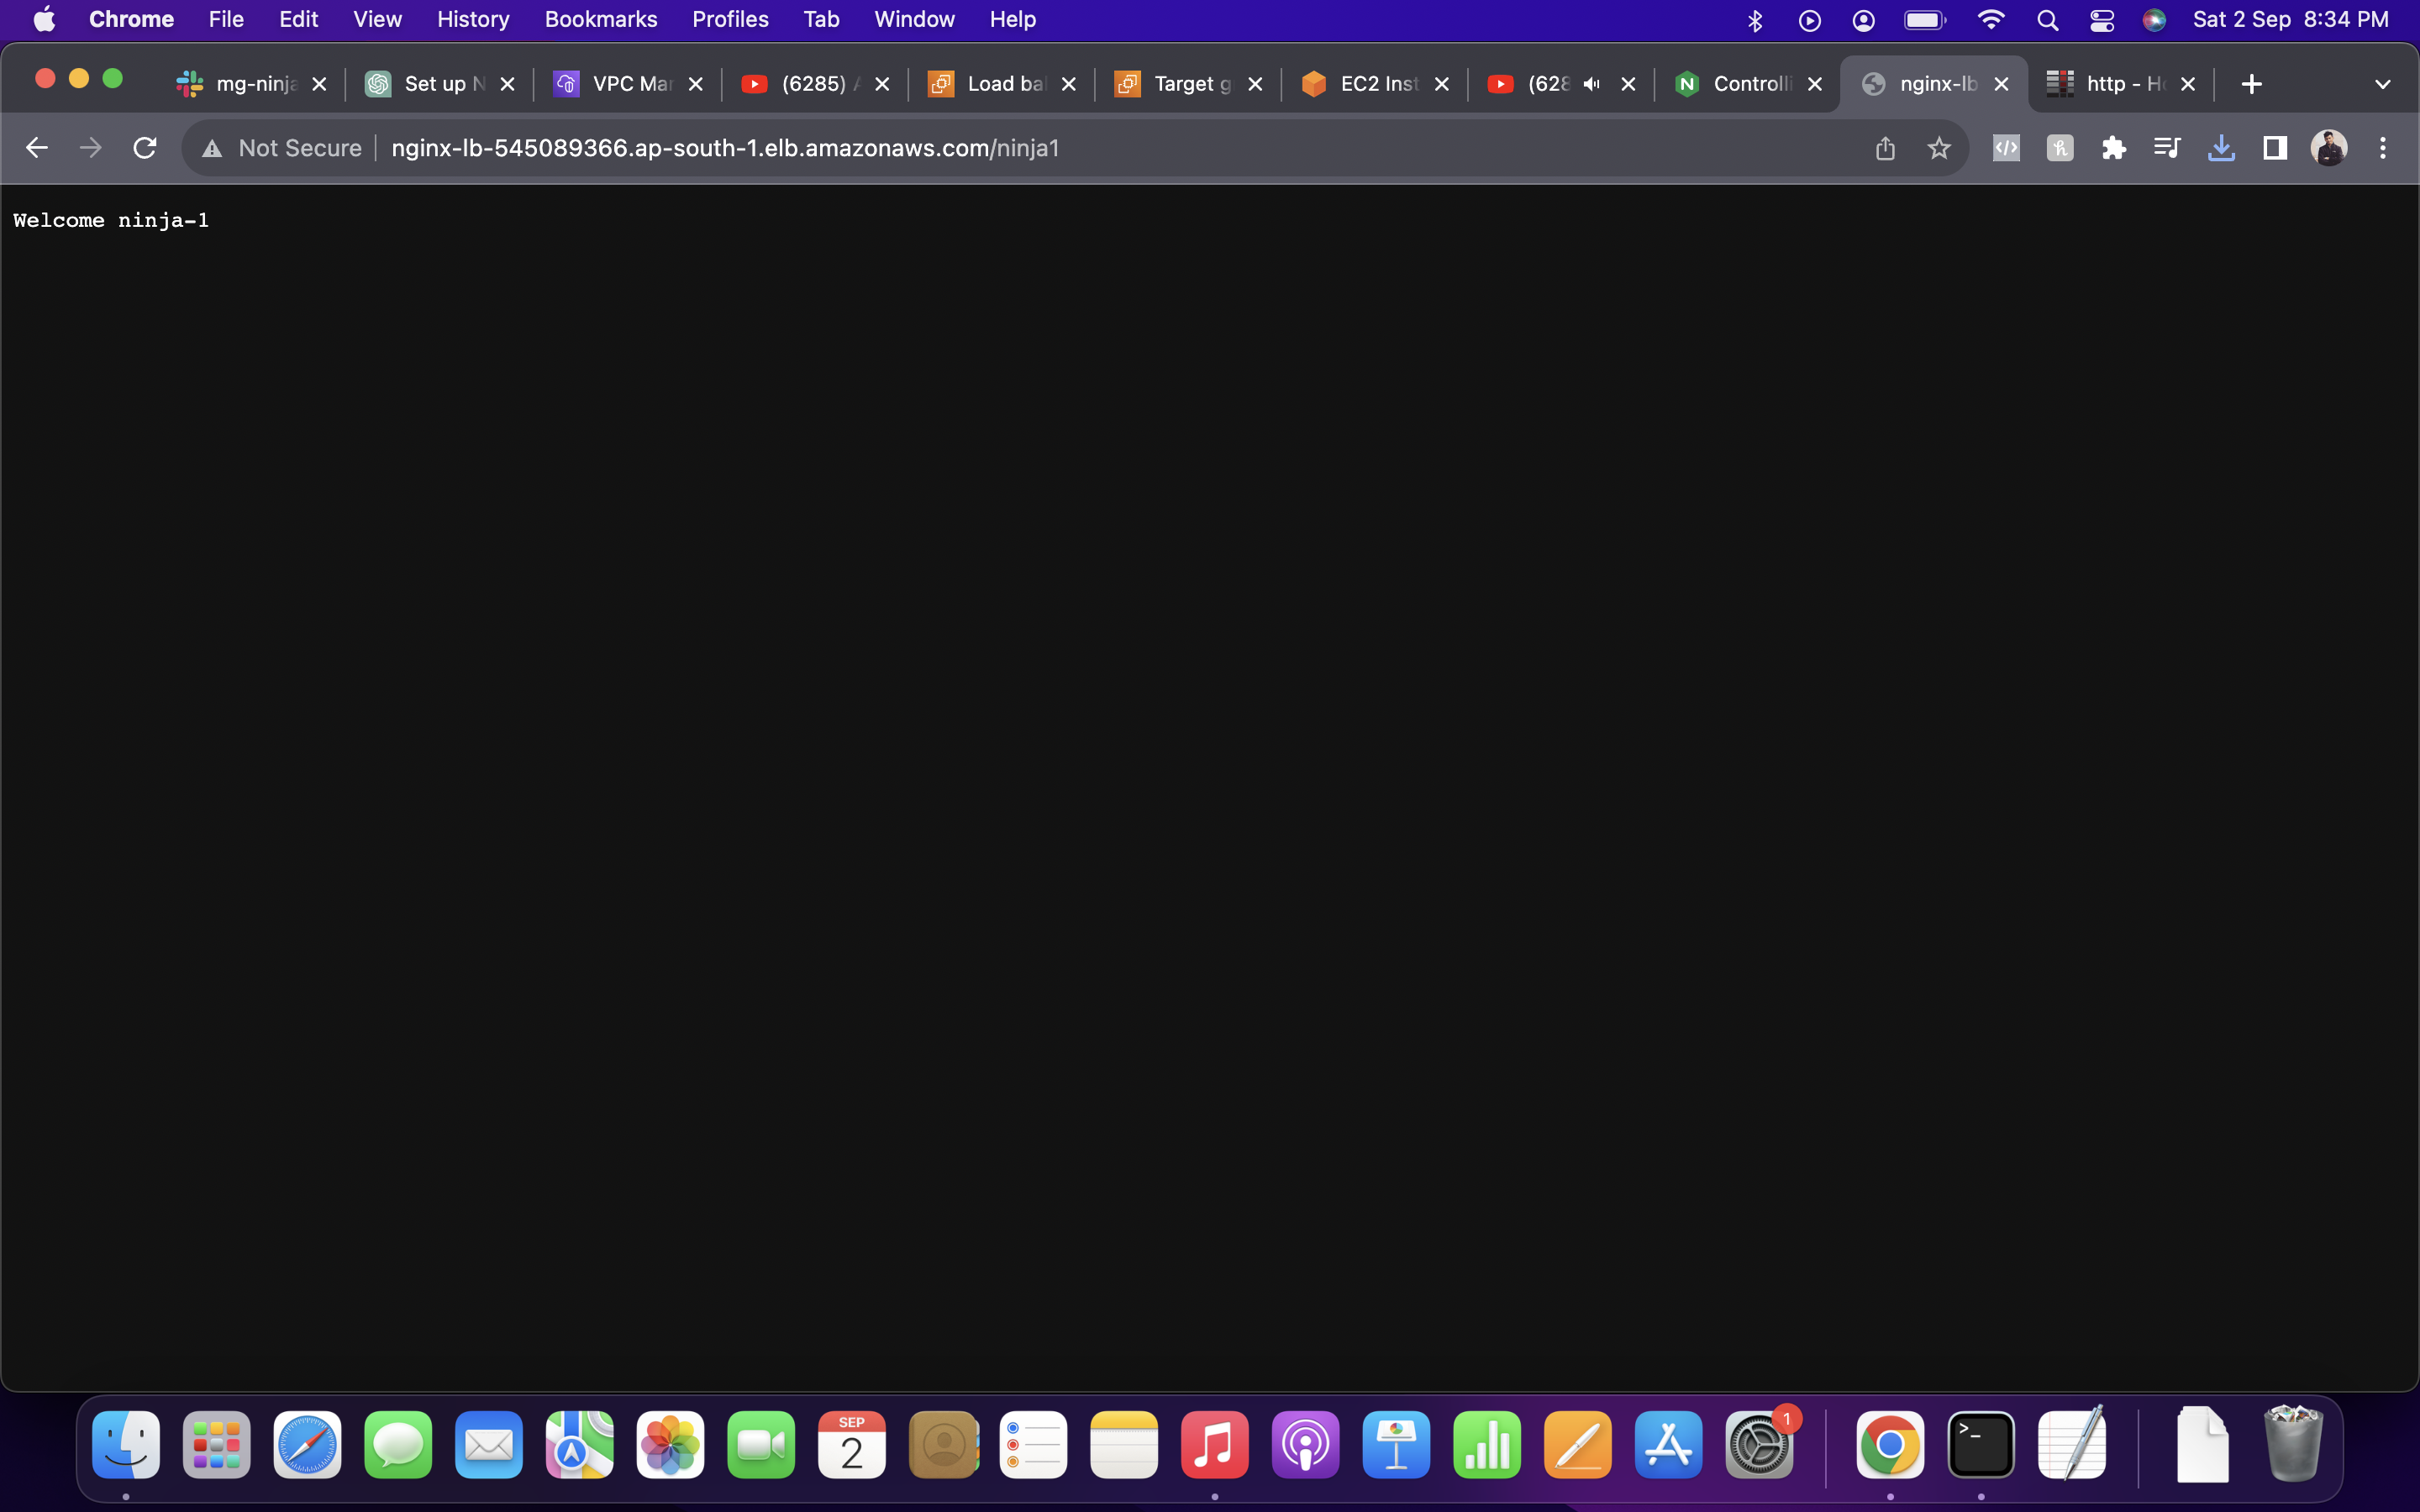 Chrome File Edit View History Bookmarks Profiles Tab Window Help Sat 2 Sep 8:34 PM
mg-ninja Set up N VPC Mar (6285) A Load bal Target g EC2 Inst (628 Controlli nginx-lb http - Ho
Not Secure nginx-lb-545089366.ap-south-1.elb.amazonaws.com/ninja1
Welcome ninja-1
SEP
2
1